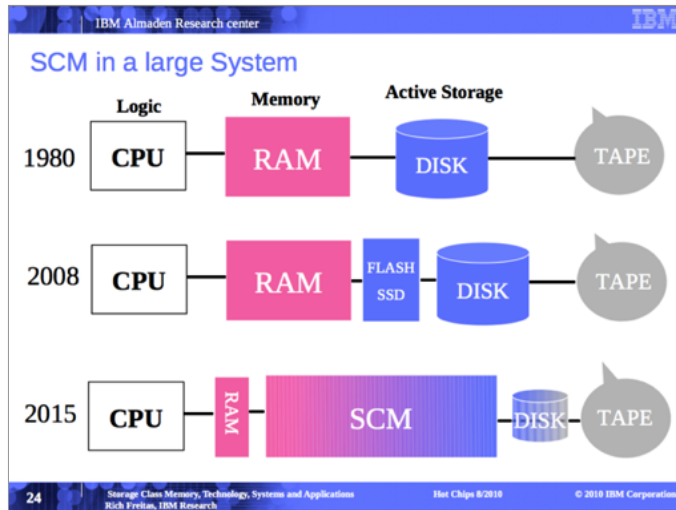 IBM Almaden Research center
IBM
SCM in a large System
Logic
Memory
Active Storage
1980
CPU
RAM
DISK
TAPE
2008
CPU
RAM
FLASH
SSD
DISK
TAPE
2015
CPU
RAM
SCM
DISK
TAPE
24
Storage Class Memory, Technology, Systems and Applications
Rich Freitas, IBM Research
Hot Chips 8/2010
© 2010 IBM Corporation